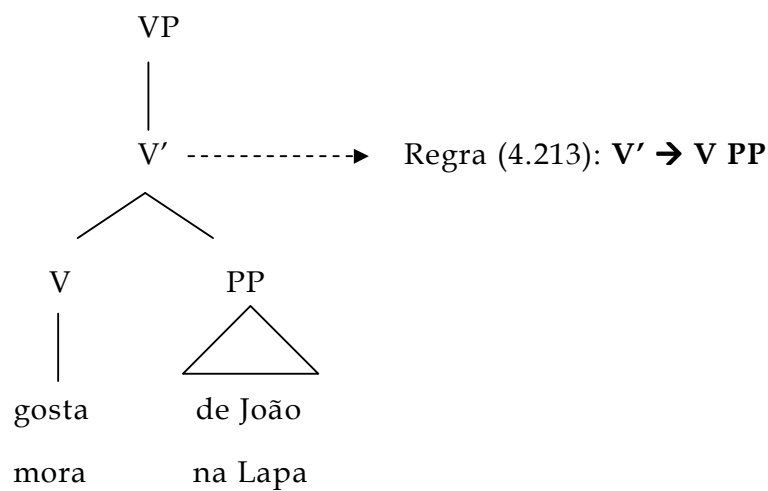 VP
V’ Regra (4.213): V’ → V PP
V PP
gosta de João
mora na Lapa